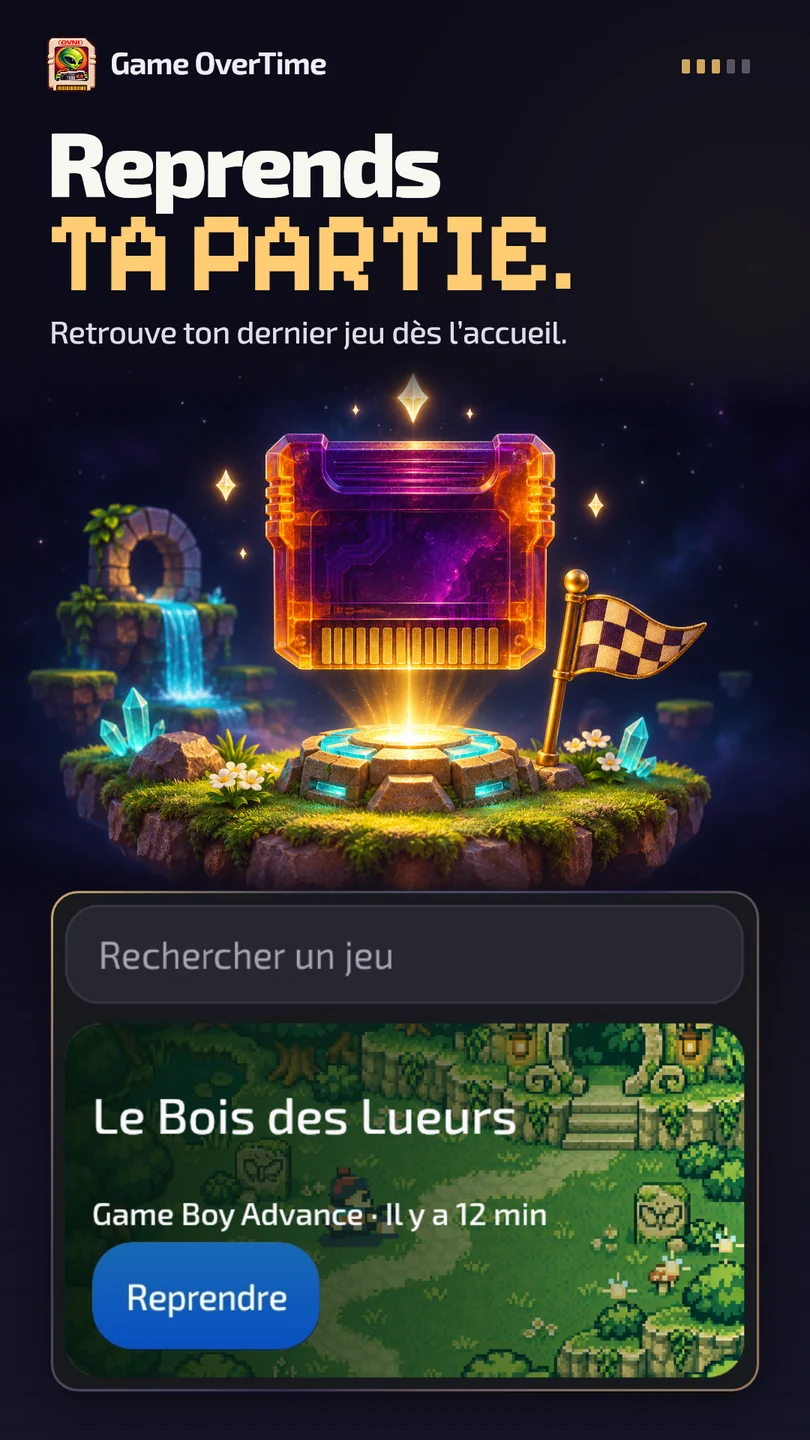 OVNI
Game OverTime
Reprends
TA PARTIE.
Retrouve ton dernier jeu dès l’accueil.
Rechercher un jeu
Le Bois des Lueurs
Game Boy Advance · Il y a 12 min
Reprendre